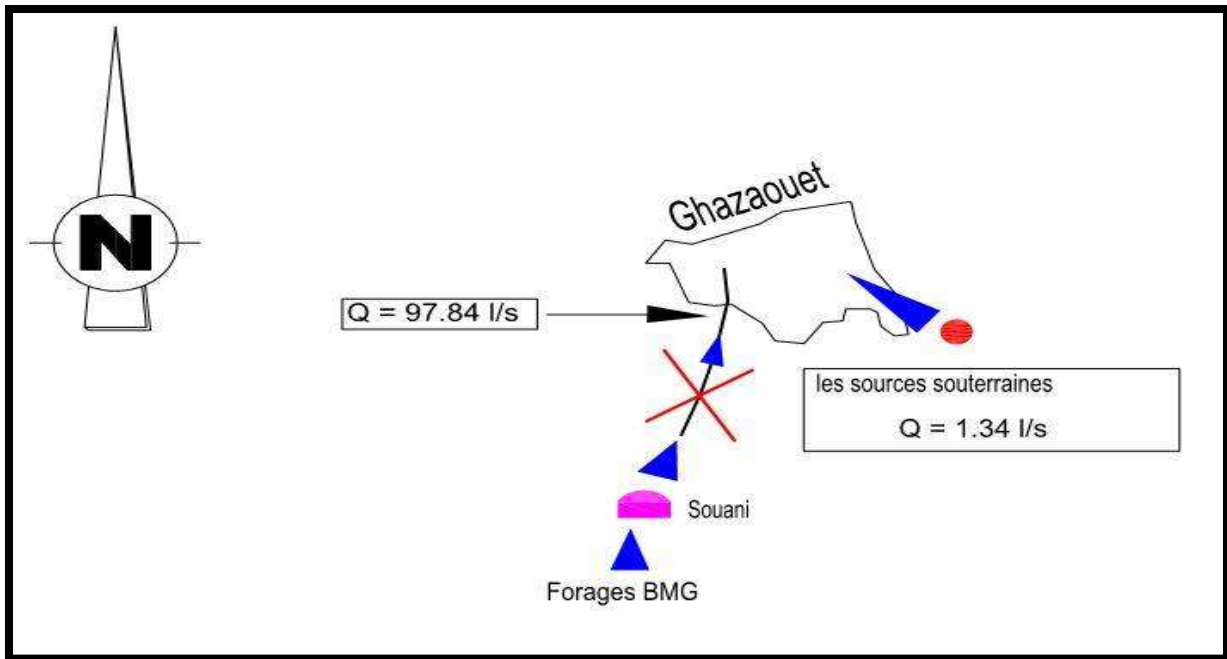 N
Ghazaouet
Q = 97.84 l/s
les sources souterraines
Q = 1.34 l/s
Souani
Forages BMG